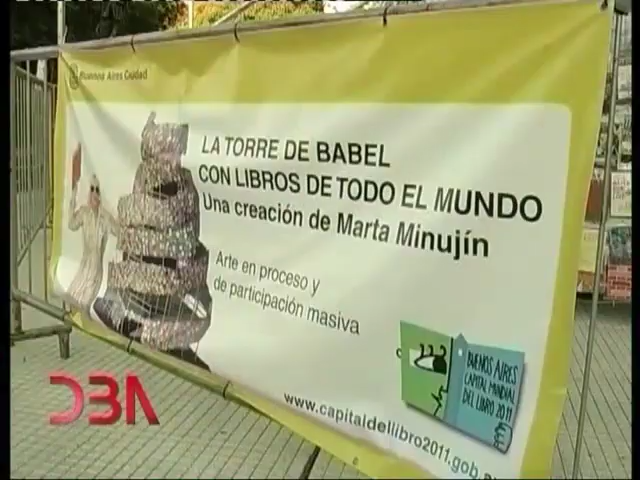 Buenos Aires Ciudad
LA TORRE DE BABEL
CON LIBROS DE TODO EL MUNDO
Una creación de Marta Minujín
Arte en proceso y
de participación masiva
BUENOS AIRES
CAPITAL MUNDIAL
DEL LIBRO 2011
www.capitaldellibro2011.gob.a
DBA